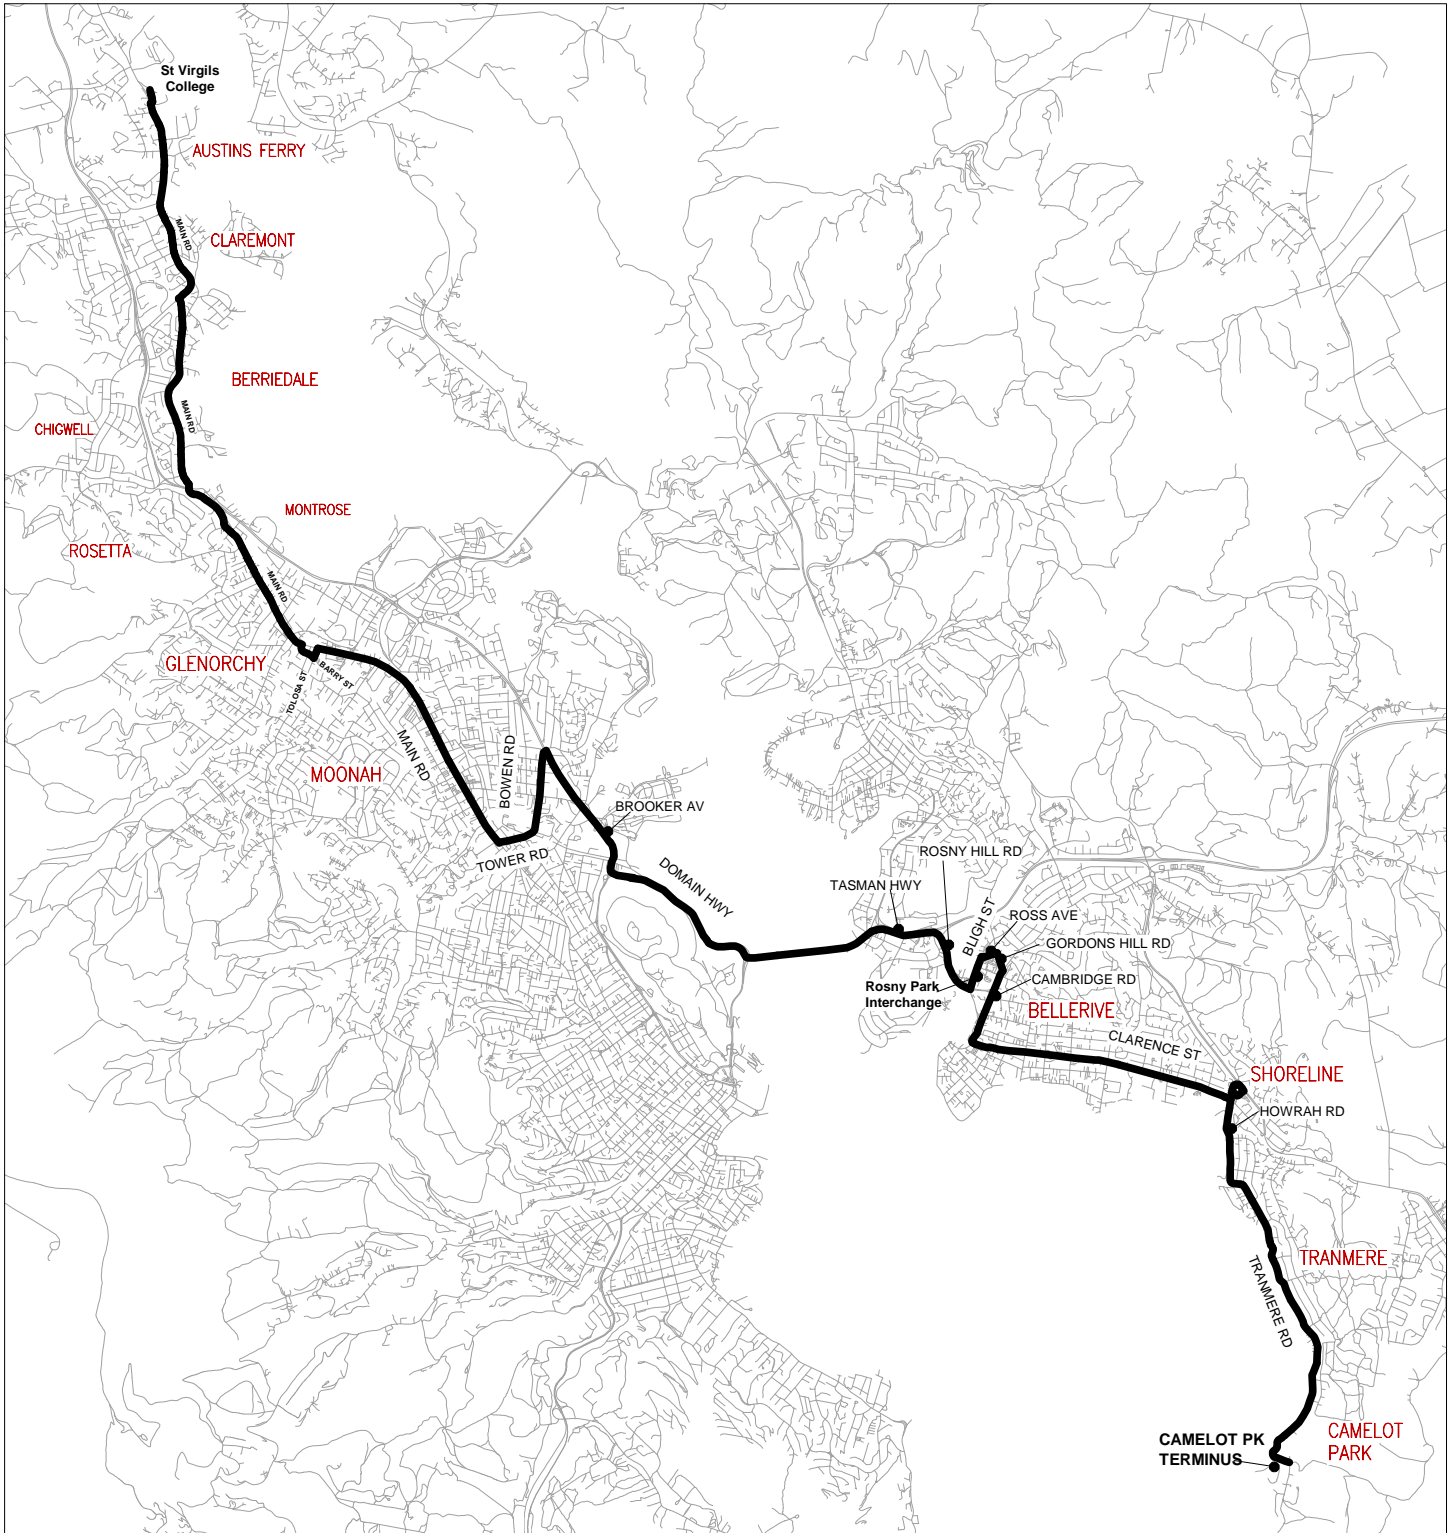 St Virgils
College
AUSTINS FERRY
MAIN RD
CLAREMONT
BERRIEDALE
MAIN RD
CHIGWELL
MONTROSE
ROSETTA
MAIN RD
GLENORCHY
BARRY ST
TOLOSA ST
MAIN RD
BOWEN RD
MOONAH
BROOKER AV
TOWER RD
DOMAIN HWY
ROSNY HILL RD
TASMAN HWY
BLIGH ST
ROSS AVE
GORDONS HILL RD
CAMBRIDGE RD
Rosny Park
Interchange
BELLERIVE
CLARENCE ST
SHORELINE
HOWRAH RD
TRANMERE
TRANMERE RD
CAMELOT
PARK
CAMELOT PK
TERMINUS